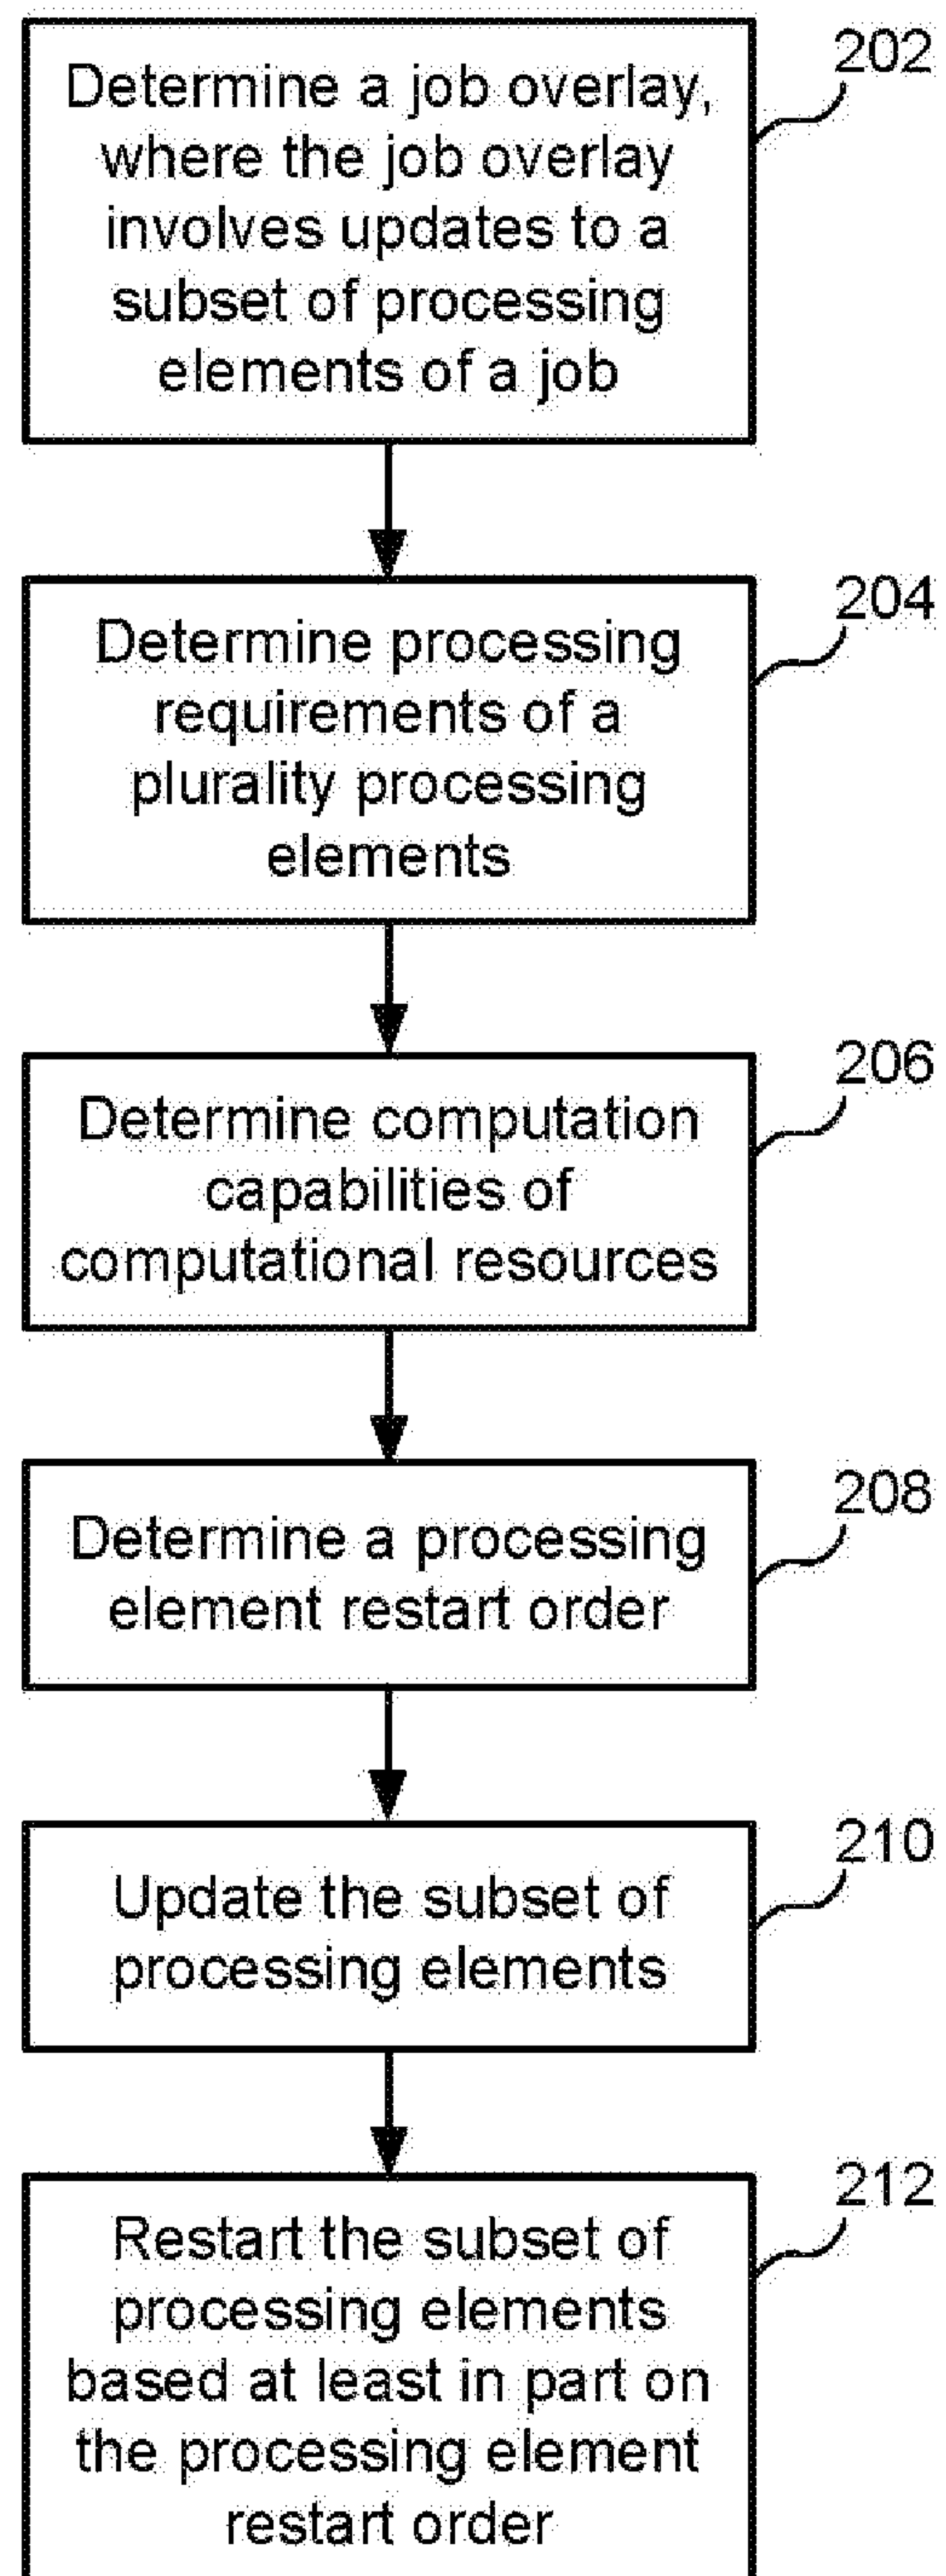 202
Determine a job overlay,
where the job overlay
involves updates to a
subset of processing
elements of a job
204
Determine processing
requirements of a
plurality processing
elements
206
Determine computation
capabilities of
computational resources
208
Determine a processing
element restart order
210
Update the subset of
processing elements
212
Restart the subset of
processing elements
based at least in part on
the processing element
restart order